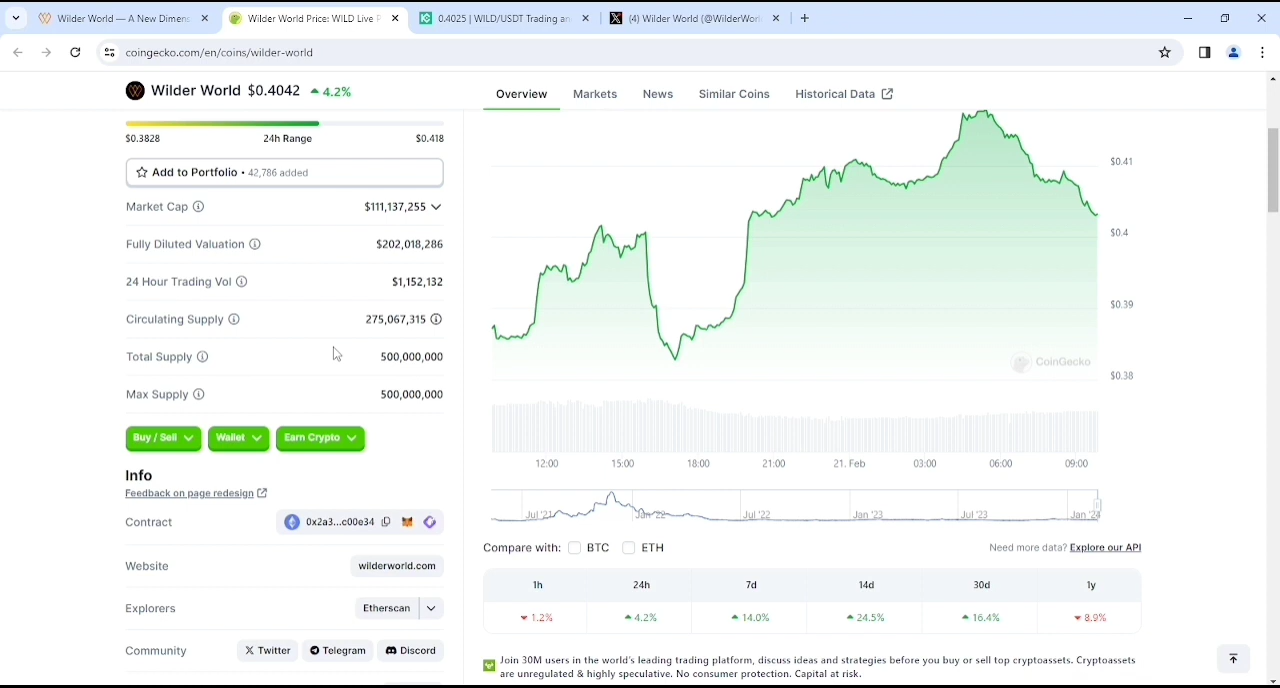 Wilder World — A New Dimens
Wilder World Price: WILD Live P
0.4025 | WILD/USDT Trading an
(4) Wilder World (@WilderWorl
coingecko.com/en/coins/wilder-world
Wilder World $0.4042 4.2%
Overview
Markets
News
Similar Coins
Historical Data
$0.3828 24h Range $0.418
Add to Portfolio • 42,786 added
Market Cap $111,137,255
Fully Diluted Valuation $202,018,286
24 Hour Trading Vol $1,152,132
Circulating Supply 275,067,315
Total Supply 500,000,000
Max Supply 500,000,000
Buy / Sell Wallet Earn Crypto
Info
Feedback on page redesign
Contract 0x2a3...c00e34
Website wilderworld.com
Explorers Etherscan
Community Twitter Telegram Discord
$0.41
$0.4
$0.39
$0.38
CoinGecko
12:00 15:00 18:00 21:00 21. Feb 03:00 06:00 09:00
Jul '21 Jan '22 Jul '22 Jan '23 Jul '23 Jan '24
Compare with: BTC ETH
Need more data? Explore our API
1h 24h 7d 14d 30d 1y
1.2% 4.2% 14.0% 24.5% 16.4% 8.9%
Join 30M users in the world's leading trading platform, discuss ideas and strategies before you buy or sell top cryptoassets. Cryptoassets
are unregulated & highly speculative. No consumer protection. Capital at risk.